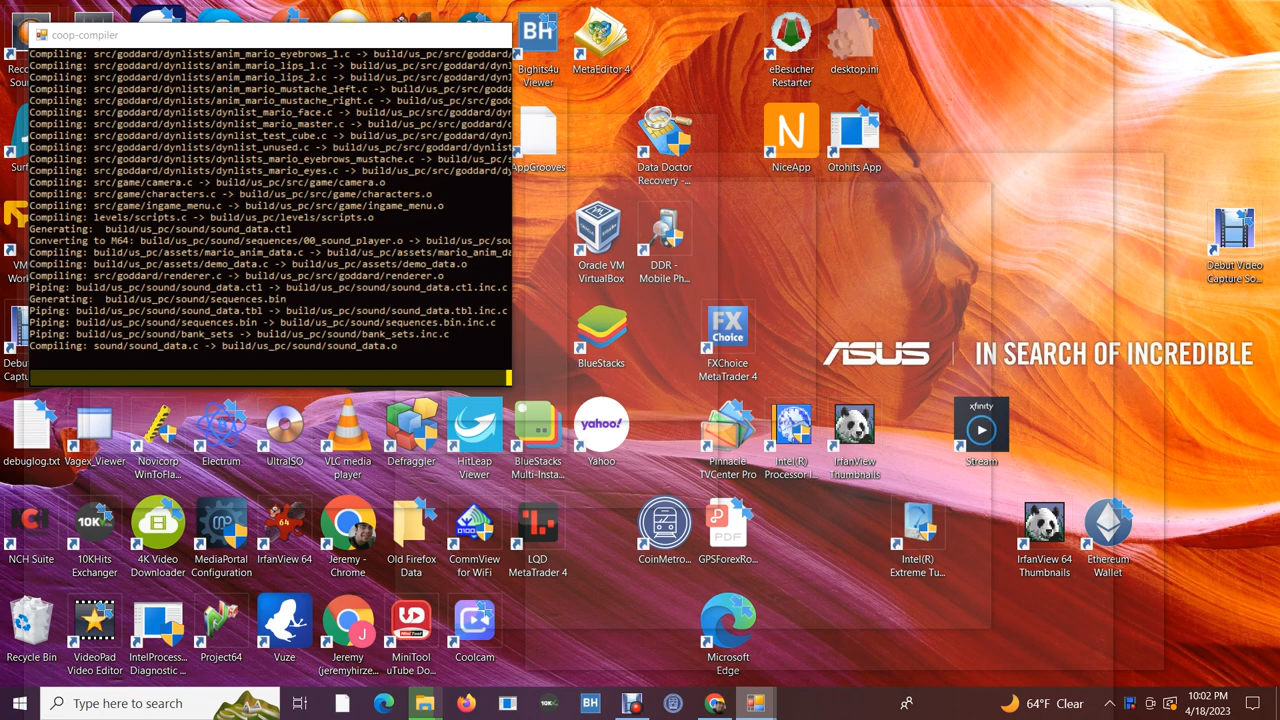 coop-compiler
Compiling: src/goddard/dynlists/anim_mario_eyebrows_1.c -> build/us_pc/src/goddard/
Compiling: src/goddard/dynlists/anim_mario_lips_1.c -> build/us_pc/src/goddard/dynl
Compiling: src/goddard/dynlists/anim_mario_lips_2.c -> build/us_pc/src/goddard/dynl
Compiling: src/goddard/dynlists/anim_mario_mustache_left.c -> build/us_pc/src/godda
Compiling: src/goddard/dynlists/anim_mario_mustache_right.c -> build/us_pc/src/godd
Compiling: src/goddard/dynlists/dynlist_mario_face.c -> build/us_pc/src/goddard/dyn
Compiling: src/goddard/dynlists/dynlist_mario_master.c -> build/us_pc/src/goddard/d
Compiling: src/goddard/dynlists/dynlist_test_cube.c -> build/us_pc/src/goddard/dynl
Compiling: src/goddard/dynlists/dynlist_unused.c -> build/us_pc/src/goddard/dynlist
Compiling: src/goddard/dynlists/dynlists_mario_eyebrows_mustache.c -> build/us_pc/s
Compiling: src/goddard/dynlists/dynlists_mario_eyes.c -> build/us_pc/src/goddard/dy
Compiling: src/game/camera.c -> build/us_pc/src/game/camera.o
Compiling: src/game/characters.c -> build/us_pc/src/game/characters.o
Compiling: src/game/ingame_menu.c -> build/us_pc/src/game/ingame_menu.o
Compiling: levels/scripts.c -> build/us_pc/levels/scripts.o
Generating: build/us_pc/sound/sound_data.ctl
Converting to M64: build/us_pc/sound/sequences/00_sound_player.o -> build/us_pc/sou
Compiling: build/us_pc/assets/mario_anim_data.c -> build/us_pc/assets/mario_anim_da
Compiling: build/us_pc/assets/demo_data.c -> build/us_pc/assets/demo_data.o
Compiling: src/goddard/renderer.c -> build/us_pc/src/goddard/renderer.o
Piping: build/us_pc/sound/sound_data.ctl -> build/us_pc/sound/sound_data.ctl.inc.c
Generating: build/us_pc/sound/sequences.bin
Piping: build/us_pc/sound/sound_data.tbl -> build/us_pc/sound/sound_data.tbl.inc.c
Piping: build/us_pc/sound/sequences.bin -> build/us_pc/sound/sequences.bin.inc.c
Piping: build/us_pc/sound/bank_sets -> build/us_pc/sound/bank_sets.inc.c
Compiling: sound/sound_data.c -> build/us_pc/sound/sound_data.o
BH
Bighits4u
Viewer
MetaEditor 4
eBesucher
Restarter
desktop.ini
AppGrooves
Data Doctor
Recovery -...
N
NiceApp
Otohits App
Oracle VM
VirtualBox
DDR -
Mobile Ph...
Debut Video
Capture So...
BlueStacks
FX
Choice
FXChoice
MetaTrader 4
ASUS
IN SEARCH OF INCREDIBLE
debuglog.txt
Vagex_Viewer
Novicorp
WinToFla...
Electrum
UltraISO
VLC media
player
Defraggler
HitLeap
Viewer
BlueStacks
Multi-Insta...
yahoo!
Yahoo
Pinnacle
TVCenter Pro
Intel(R)
Processor I...
IrfanView
Thumbnails
xfinity
Stream
NCH Suite
10K
10KHits
Exchanger
4K Video
Downloader
MediaPortal
Configuration
64
IrfanView 64
Jeremy -
Chrome
Old Firefox
Data
CommView
for WiFi
LQD
MetaTrader 4
CoinMetro...
PDF
GPSForexRo...
Intel(R)
Extreme Tu...
IrfanView 64
Thumbnails
Ethereum
Wallet
Recycle Bin
VideoPad
Video Editor
IntelProcess...
Diagnostic ...
Project64
Vuze
J
Jeremy
(jeremyhirze...
UD
MiniTool
uTube Do...
Coolcam
Microsoft
Edge
Type here to search
10K
BH
64°F Clear
10:02 PM
4/18/2023